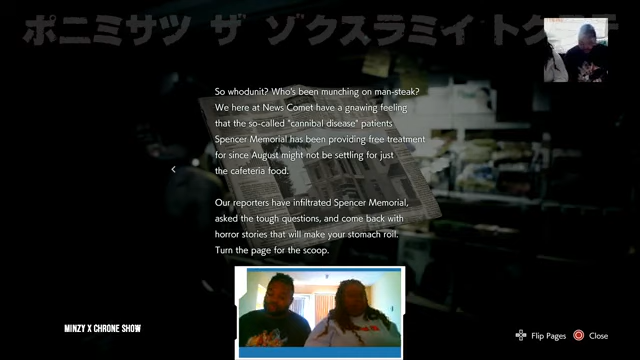 ポニミサツ ザ ゾクスラミイ トク
So whodunit? Who's been munching on man-steak?
We here at News Comet have a gnawing feeling
that the so-called "cannibal disease" patients
Spencer Memorial has been providing free treatment
for since August might not be settling for just
the cafeteria food.
Our reporters have infiltrated Spencer Memorial,
asked the tough questions, and come back with
horror stories that will make your stomach roll.
Turn the page for the scoop.
MINZY X CHRONE SHOW
Flip Pages
Close